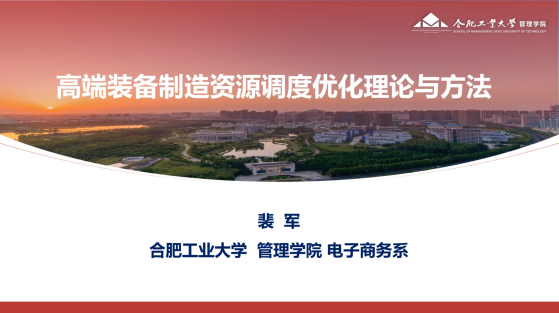 合肥工业大学 管理学院
SCHOOL OF MANAGEMENT, HEFEI UNIVERSITY OF TECHNOLOGY
高端装备制造资源调度优化理论与方法
裴 军
合肥工业大学 管理学院 电子商务系